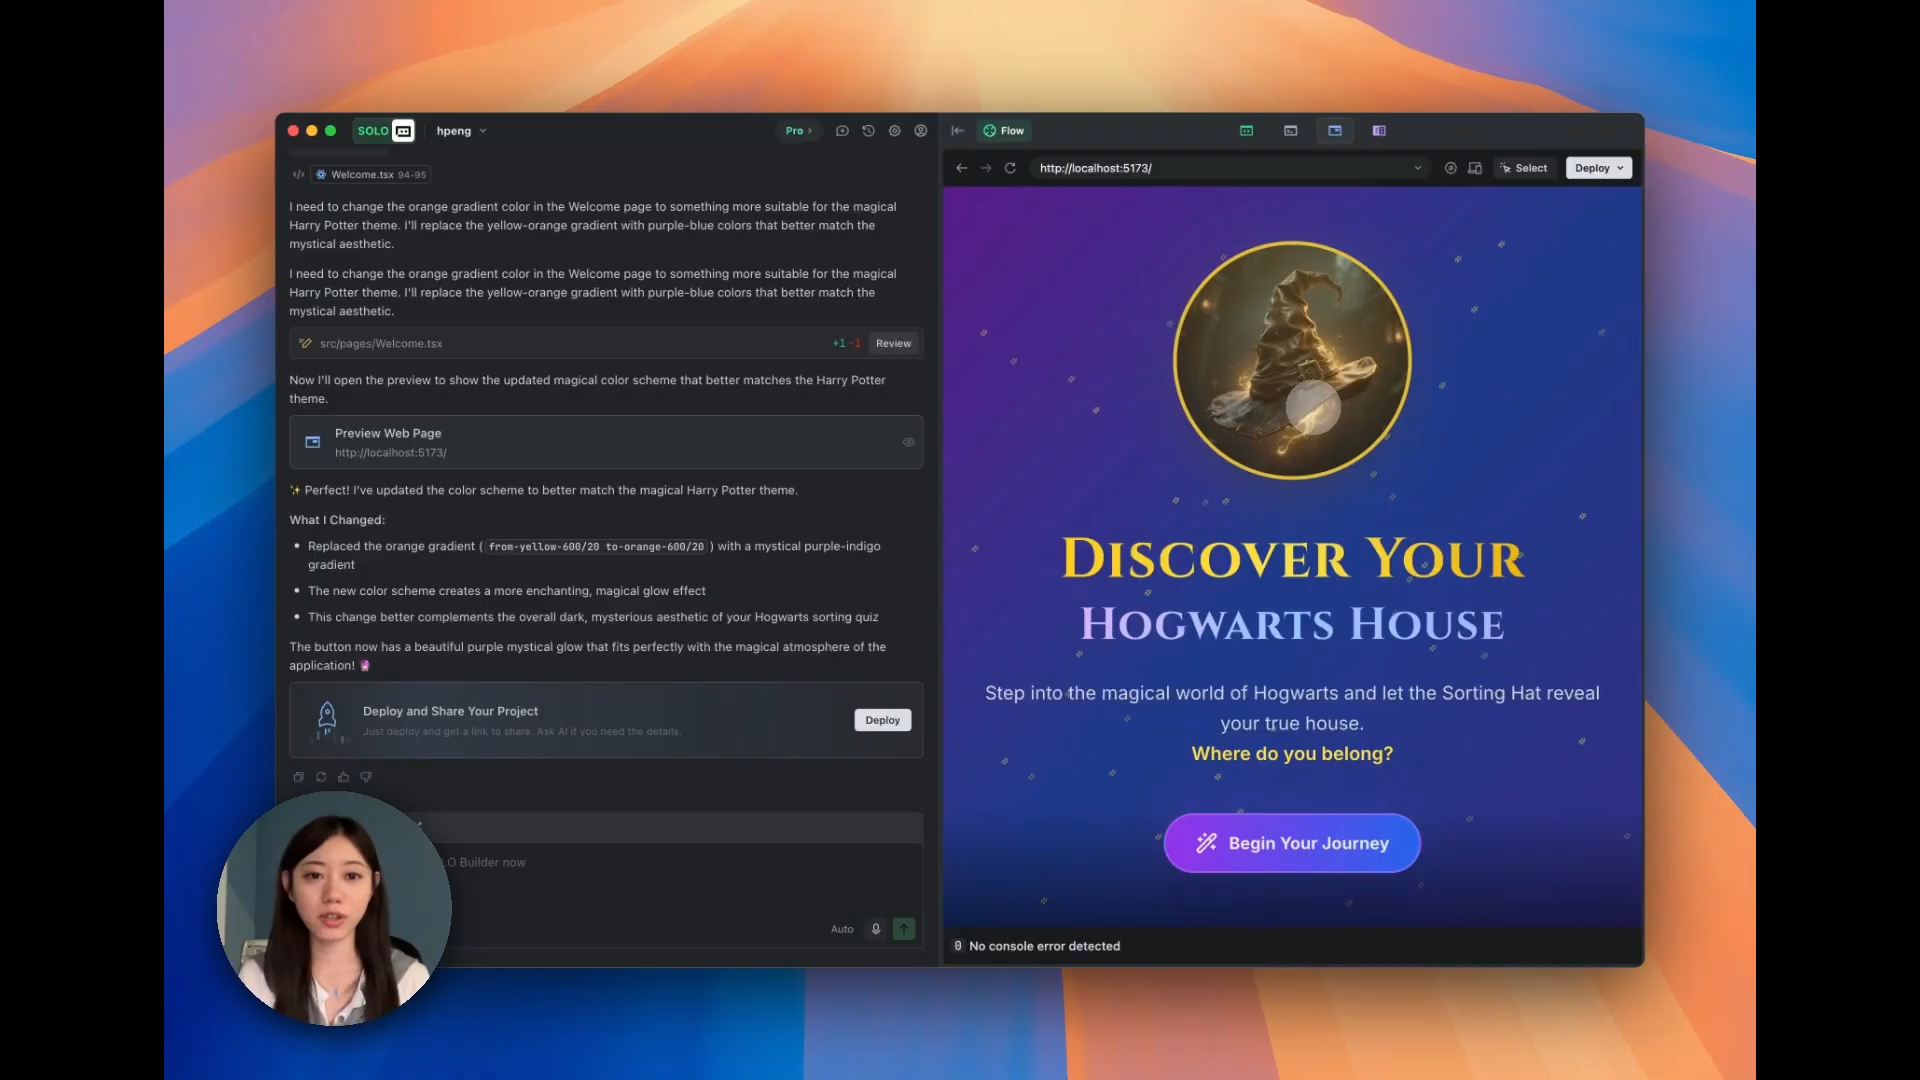 SOLO
hpeng
Pro
Flow
Welcome.tsx 94-95
I need to change the orange gradient color in the Welcome page to something more suitable for the magical
Harry Potter theme. I'll replace the yellow-orange gradient with purple-blue colors that better match the
mystical aesthetic.
I need to change the orange gradient color in the Welcome page to something more suitable for the magical
Harry Potter theme. I'll replace the yellow-orange gradient with purple-blue colors that better match the
mystical aesthetic.
src/pages/Welcome.tsx +1 -1 Review
Now I'll open the preview to show the updated magical color scheme that better matches the Harry Potter
theme.
Preview Web Page
http://localhost:5173/
✨ Perfect! I've updated the color scheme to better match the magical Harry Potter theme.
What I Changed:
• Replaced the orange gradient ( from-yellow-600/20 to-orange-600/20 ) with a mystical purple-indigo
gradient
• The new color scheme creates a more enchanting, magical glow effect
• This change better complements the overall dark, mysterious aesthetic of your Hogwarts sorting quiz
The button now has a beautiful purple mystical glow that fits perfectly with the magical atmosphere of the
application! 🔮
Deploy and Share Your Project
Just deploy and get a link to share. Ask AI if you need the details.
Deploy
LO Builder now
Auto
http://localhost:5173/
Select
Deploy
Discover Your
Hogwarts House
Step into the magical world of Hogwarts and let the Sorting Hat reveal
your true house.
Where do you belong?
Begin Your Journey
0 No console error detected